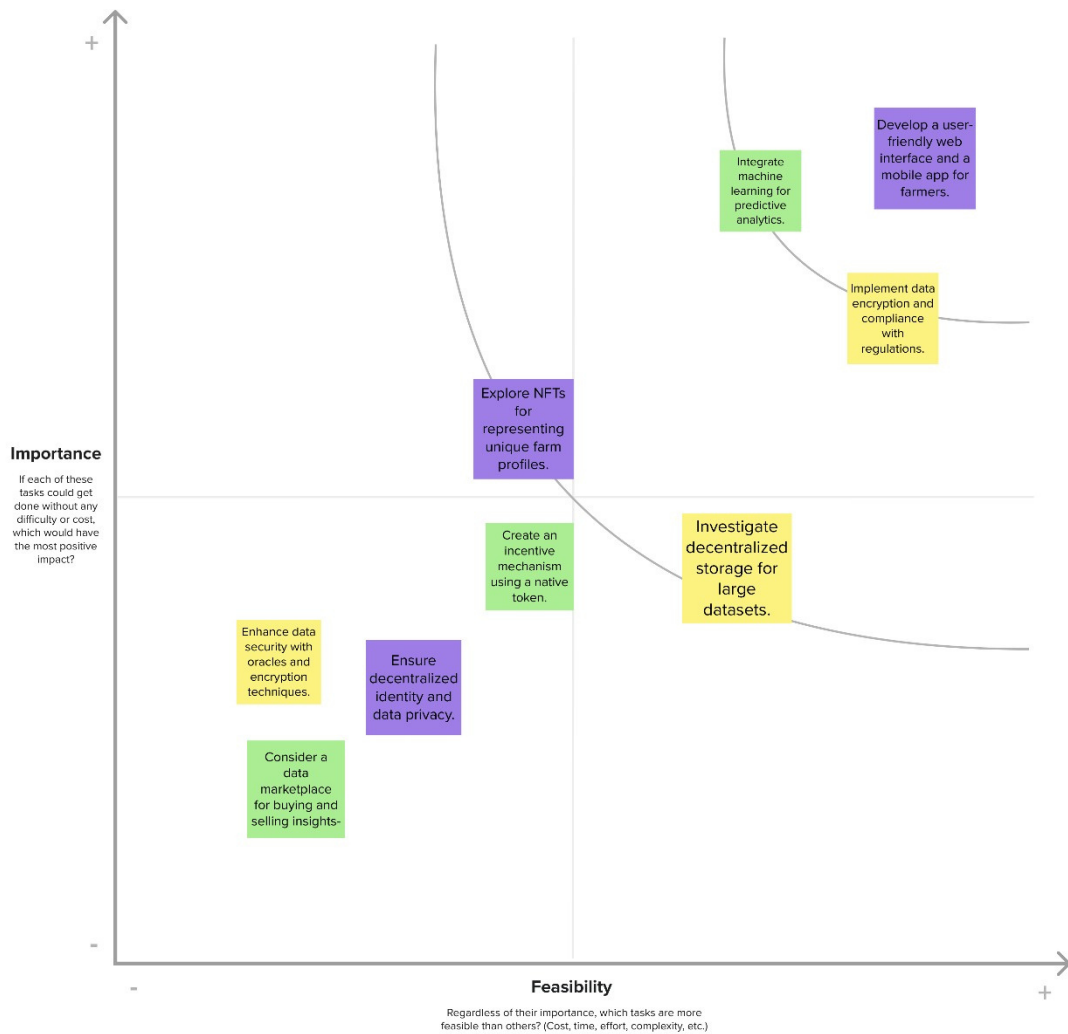 +
Develop a user-
friendly web
interface and a
mobile app for
farmers.
Integrate
machine
learning for
predictive
analytics.
Implement data
encryption and
compliance
with
regulations.
Explore NFTs
for
representing
unique farm
profiles.
Importance
If each of these
tasks could get
done without any
difficulty or cost,
which would have
the most positive
impact?
Create an
incentive
mechanism
using a native
token.
Investigate
decentralized
storage for
large
datasets.
Enhance data
security with
oracles and
encryption
techniques.
Ensure
decentralized
identity and
data privacy.
Consider a
data
marketplace
for buying and
selling insights-
-
-
Feasibility
+
Regardless of their importance, which tasks are more
feasible than others? (Cost, time, effort, complexity, etc.)